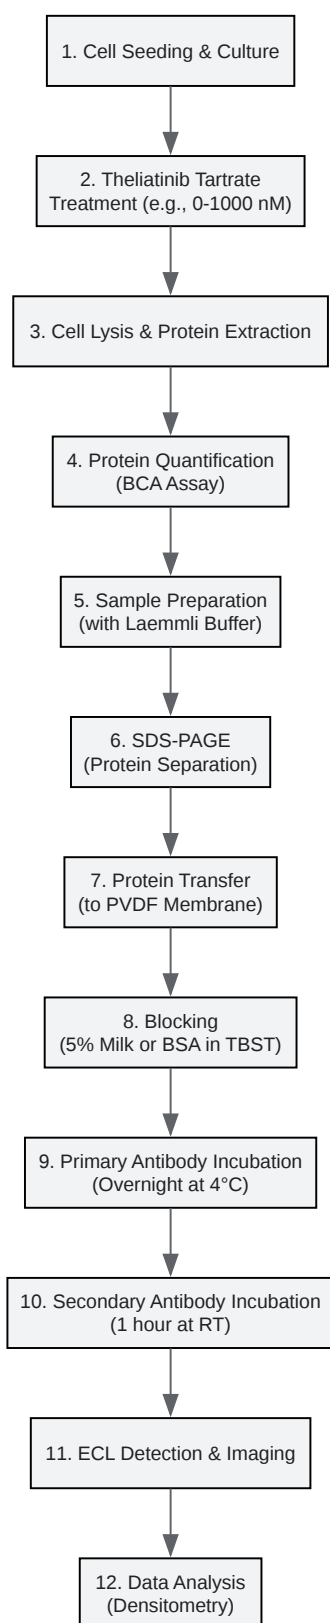 1. Cell Seeding & Culture
2. Theliatinib Tartrate
Treatment (e.g., 0-1000 nM)
3. Cell Lysis & Protein Extraction
4. Protein Quantification
(BCA Assay)
5. Sample Preparation
(with Laemmli Buffer)
6. SDS-PAGE
(Protein Separation)
7. Protein Transfer
(to PVDF Membrane)
8. Blocking
(5% Milk or BSA in TBST)
9. Primary Antibody Incubation
(Overnight at 4°C)
10. Secondary Antibody Incubation
(1 hour at RT)
11. ECL Detection & Imaging
12. Data Analysis
(Densitometry)